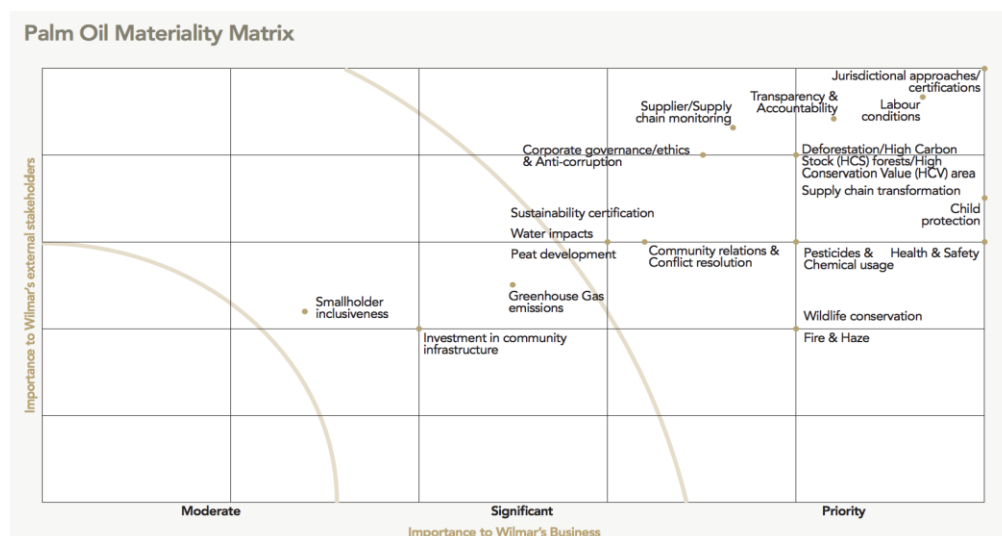 Palm Oil Materiality Matrix
Importance to Wilmar's external stakeholders
Jurisdictional approaches/
certifications
Transparency &
Accountability
Labour
conditions
Supplier/Supply
chain monitoring
Corporate governance/ethics
& Anti-corruption
Deforestation/High Carbon
Stock (HCS) forests/High
Conservation Value (HCV) area
Supply chain transformation
Child
protection
Sustainability certification
Water impacts
Peat development
Community relations &
Conflict resolution
Pesticides &
Chemical usage
Health & Safety
Greenhouse Gas
emissions
Smallholder
inclusiveness
Investment in community
infrastructure
Wildlife conservation
Fire & Haze
Moderate
Significant
Priority
Importance to Wilmar's Business